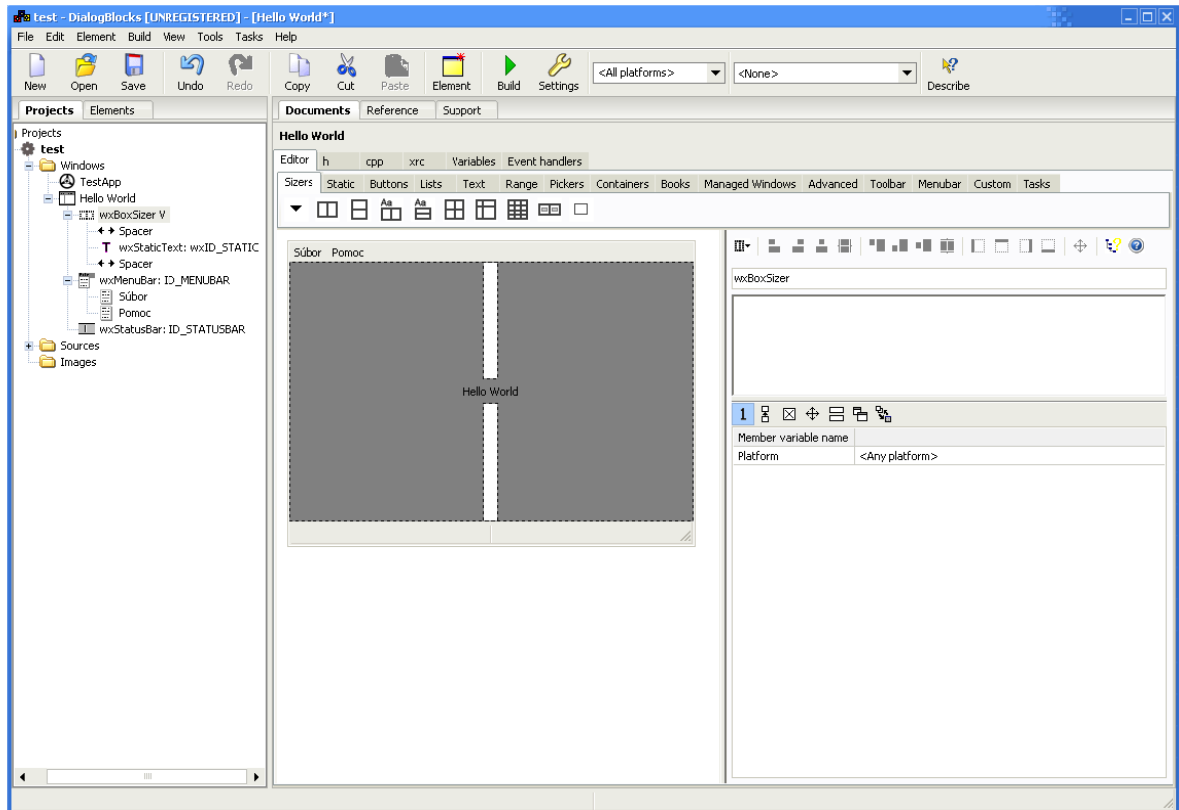 test - DialogBlocks [UNREGISTERED] - [Hello World*]
File Edit Element Build View Tools Tasks Help
New Open Save Undo Redo Copy Cut Paste Element Build Settings <All platforms> <None> Describe
Projects Elements
Documents Reference Support
Projects
test
Windows
TestApp
Hello World
wxBoxSizer V
Spacer
T wxStaticText: wxID_STATIC
Spacer
wxMenuBar: ID_MENUBAR
Súbor
Pomoc
wxStatusBar: ID_STATUSBAR
Sources
Images
Hello World
Editor h cpp xrc Variables Event handlers
Sizers Static Buttons Lists Text Range Pickers Containers Books Managed Windows Advanced Toolbar Menubar Custom Tasks
Súbor Pomoc
Hello World
wxBoxSizer
1
Member variable name
Platform <Any platform>